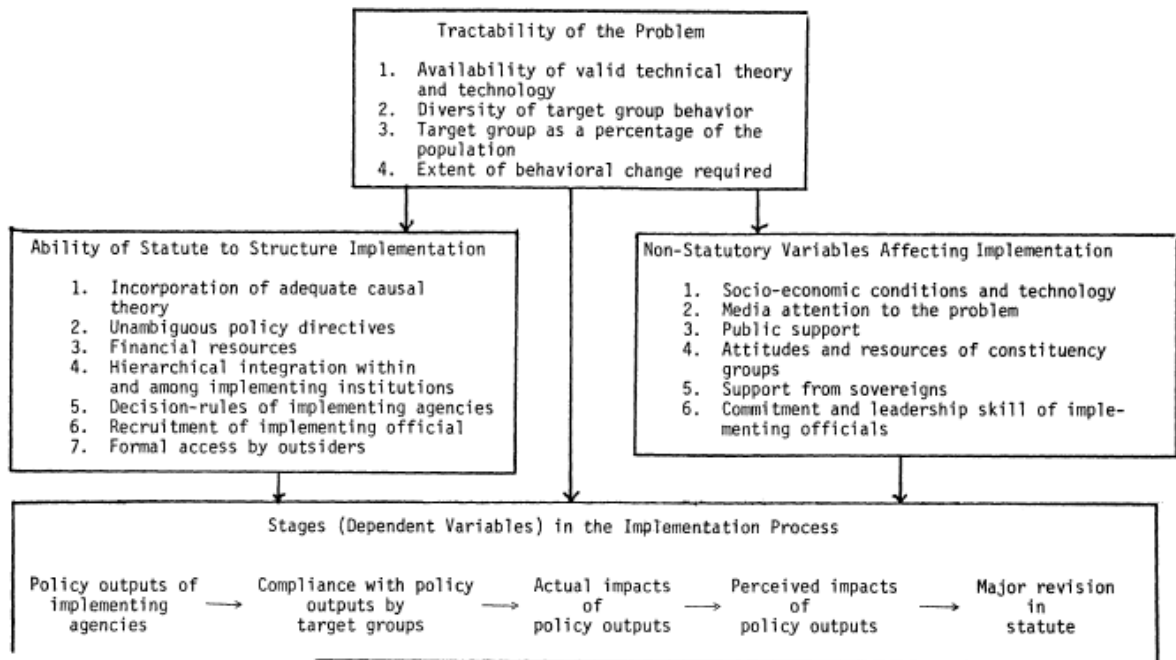 Tractability of the Problem
1. Availability of valid technical theory
and technology
2. Diversity of target group behavior
3. Target group as a percentage of the
population
4. Extent of behavioral change required
Ability of Statute to Structure Implementation
1. Incorporation of adequate causal
theory
2. Unambiguous policy directives
3. Financial resources
4. Hierarchical integration within
and among implementing institutions
5. Decision-rules of implementing agencies
6. Recruitment of implementing official
7. Formal access by outsiders
Non-Statutory Variables Affecting Implementation
1. Socio-economic conditions and technology
2. Media attention to the problem
3. Public support
4. Attitudes and resources of constituency
groups
5. Support from sovereigns
6. Commitment and leadership skill of imple-
menting officials
Stages (Dependent Variables) in the Implementation Process
Policy outputs of
implementing
agencies
Compliance with policy
outputs by
target groups
Actual impacts
of
policy outputs
Perceived impacts
of
policy outputs
Major revision
in
statute